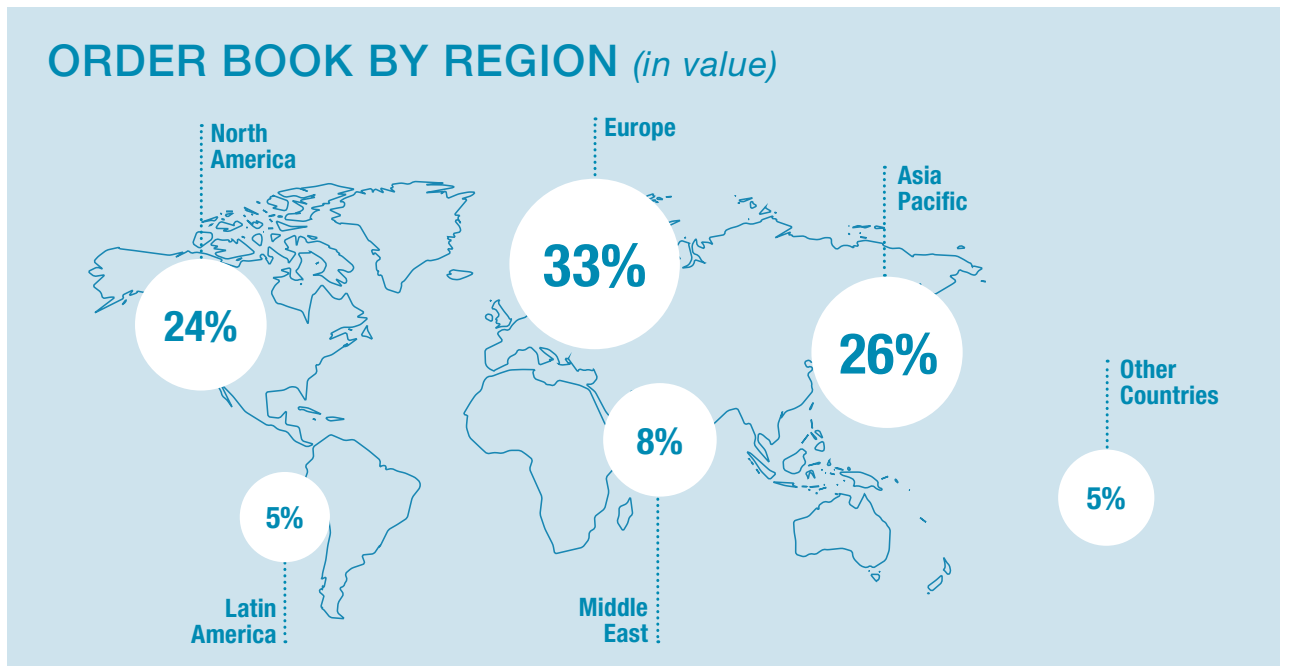 ORDER BOOK BY REGION (in value)
North
America
Europe
Asia
Pacific
33%
24%
26%
Other
Countries
8%
5%
5%
Latin
America
Middle
East